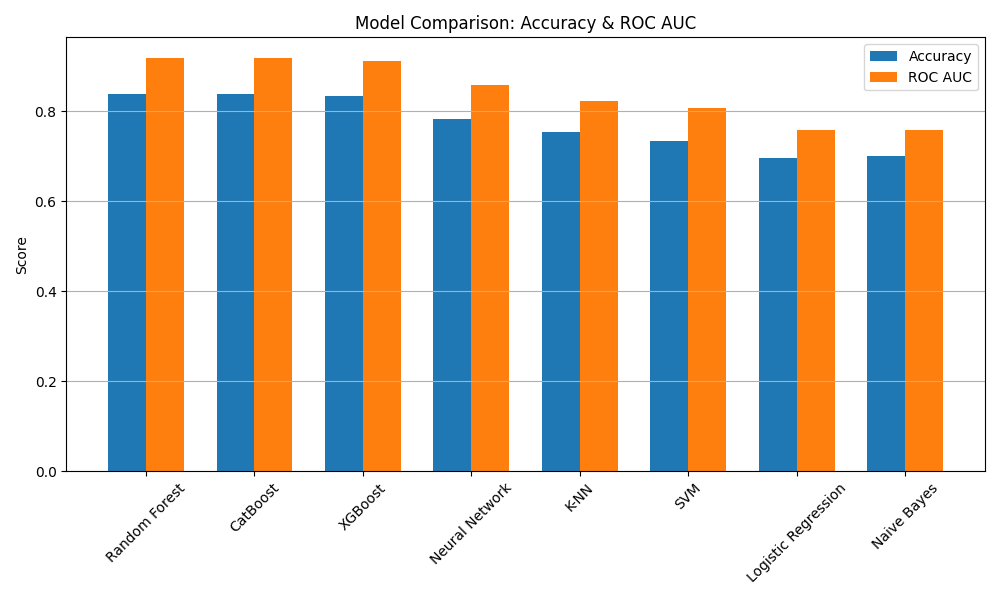 Model Comparison: Accuracy & ROC AUC
Accuracy
ROC AUC
Score
0.8
0.6
0.4
0.2
0.0
Random Forest
CatBoost
XGBoost
Neural Network
K-NN
SVM
Logistic Regression
Naive Bayes